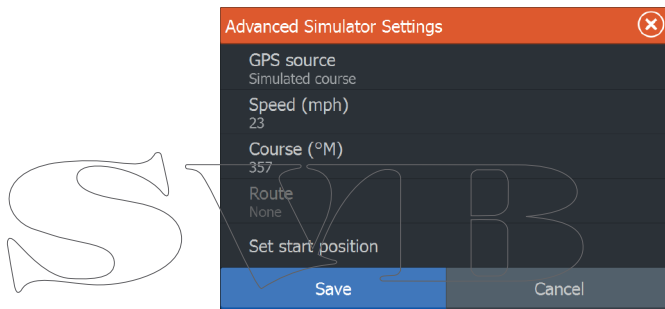 Advanced Simulator Settings
GPS source
Simulated course
Speed (mph)
23
Course (°M)
357
Route
None
Set start position
Save Cancel
SVB